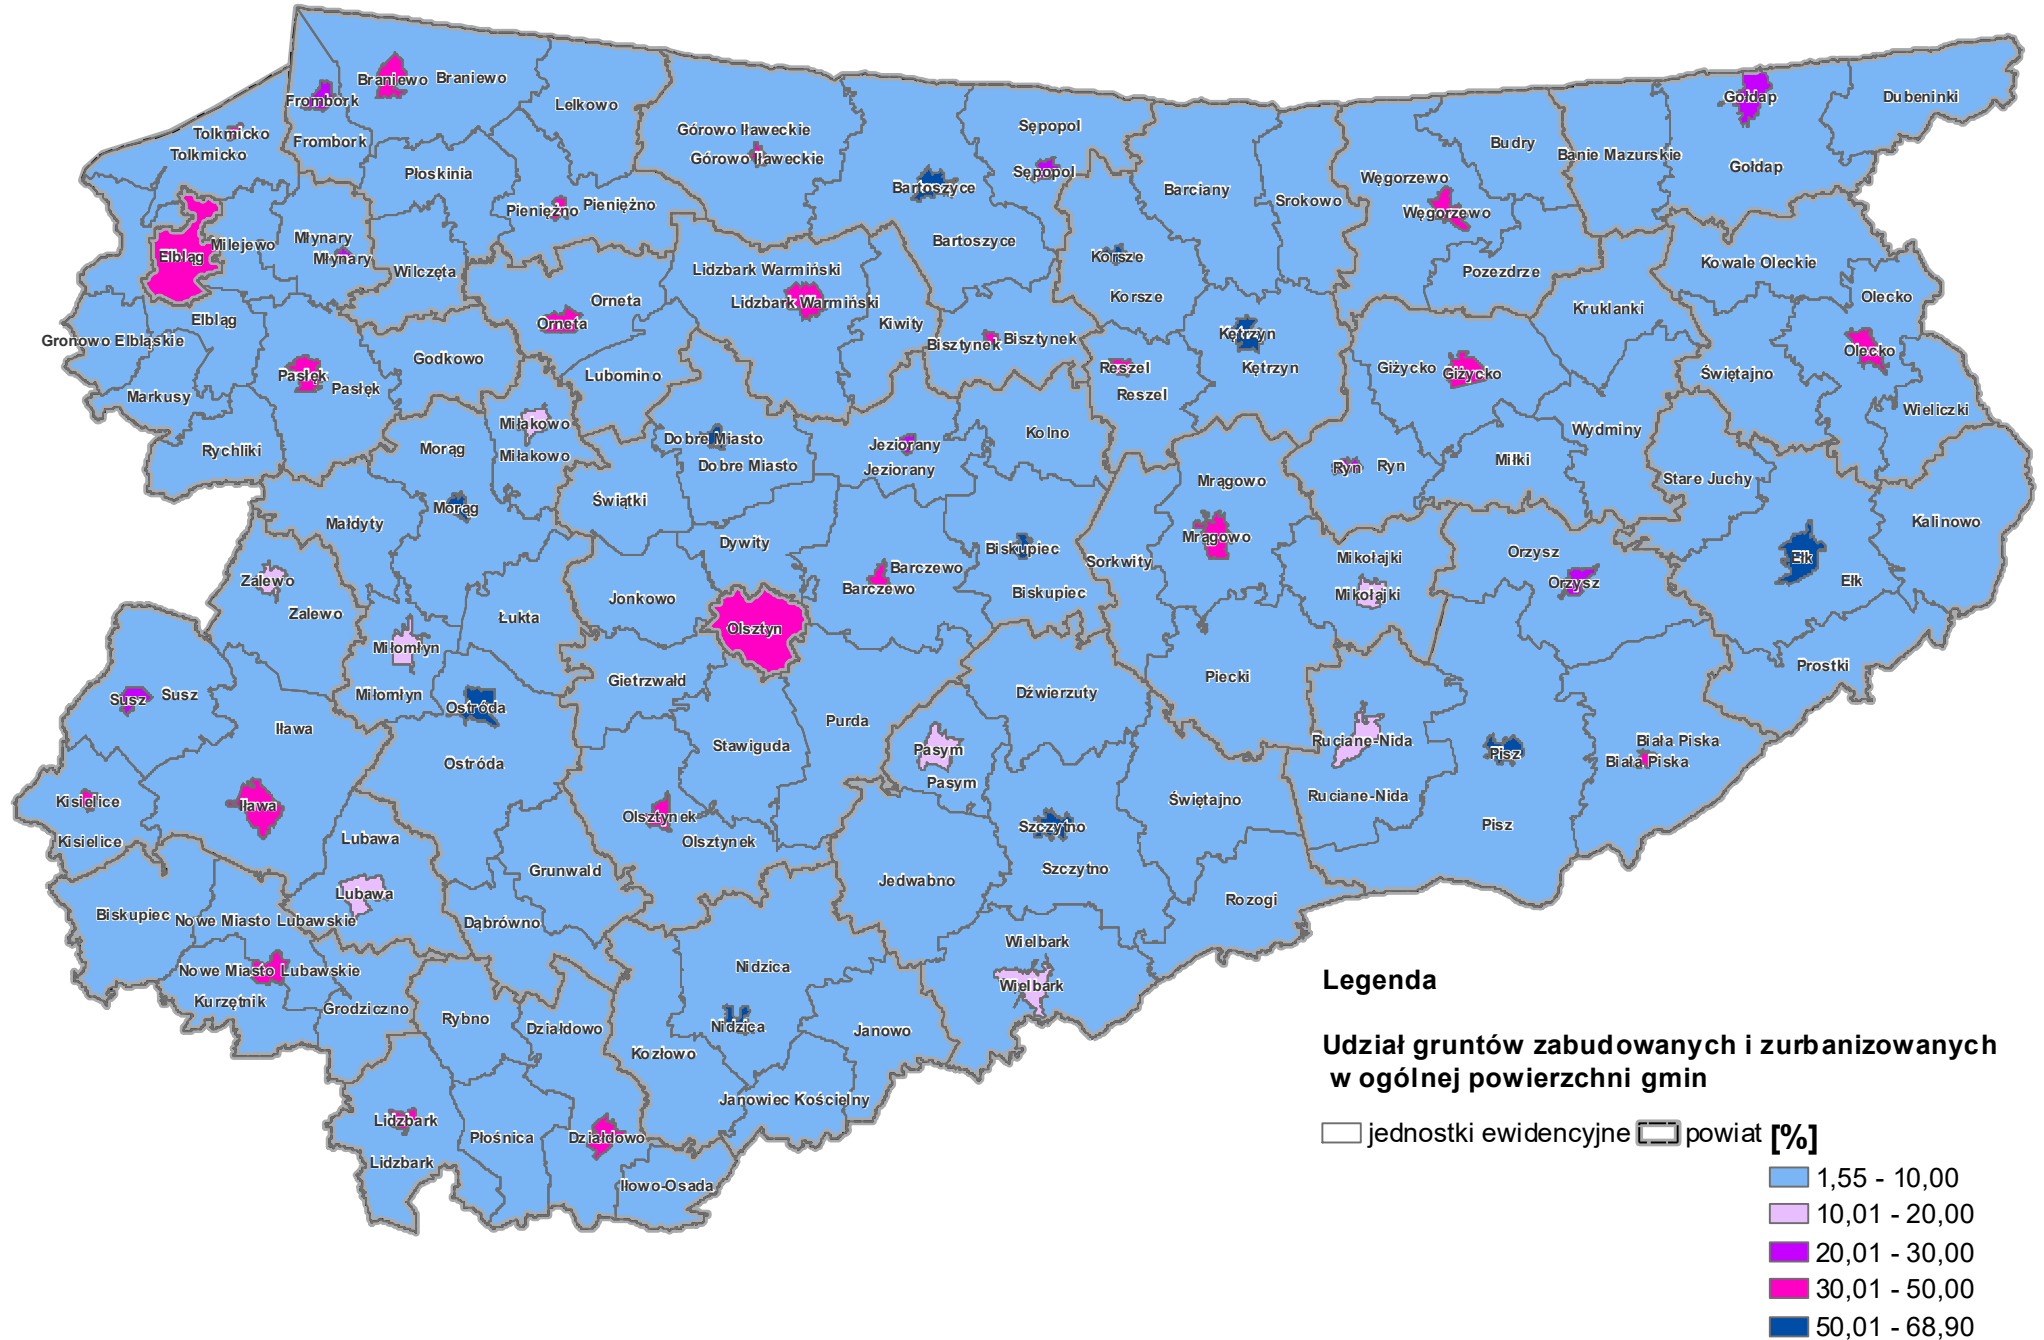 Braniewo
Braniewo
Frombork
Frombork
Lelkowo
Tolkmicko
Tolkmicko
Płoskinia
Górowo Iławeckie
Górowo Iławeckie
Sępopol
Sępopol
Bartoszyce
Bartoszyce
Barciany
Srokowo
Węgorzewo
Węgorzewo
Budry
Banie Mazurskie
Gołdap
Gołdap
Dubeninki
Pieniężno
Pieniężno
Elbląg
Milejewo
Młynary
Młynary
Wilczęta
Orneta
Orneta
Lidzbark Warmiński
Lidzbark Warmiński
Kiwity
Korsze
Korsze
Pozezdrze
Kowale Oleckie
Olecko
Olecko
Kruklanki
Elbląg
Gronowo Elbląskie
Markusy
Pasłęk
Pasłęk
Godkowo
Lubomino
Bisztynek
Bisztynek
Reszel
Reszel
Kętrzyn
Kętrzyn
Giżycko
Giżycko
Świętajno
Wieliczki
Wydminy
Rychliki
Morąg
Morąg
Miłakowo
Miłakowo
Dobre Miasto
Dobre Miasto
Jeziorany
Jeziorany
Kolno
Mrągowo
Mrągowo
Ryn
Ryn
Miłki
Stare Juchy
Kalinowo
Małdyty
Świątki
Dywity
Biskupiec
Biskupiec
Sorkwity
Mikołajki
Mikołajki
Orzysz
Orzysz
Ełk
Ełk
Zalewo
Zalewo
Łukta
Jonkowo
Barczewo
Barczewo
Olsztyn
Miłomłyn
Miłomłyn
Gietrzwałd
Dźwierzuty
Piecki
Prostki
Susz
Susz
Iława
Iława
Ostróda
Ostróda
Stawiguda
Purda
Pasym
Pasym
Ruciane-Nida
Ruciane-Nida
Pisz
Pisz
Biała Piska
Biała Piska
Kisielice
Kisielice
Lubawa
Lubawa
Olsztynek
Olsztynek
Szczytno
Szczytno
Świętajno
Grunwald
Jedwabno
Rozogi
Biskupiec
Nowe Miasto Lubawskie
Nowe Miasto Lubawskie
Dąbrówno
Wielbark
Wielbark
Nidzica
Nidzica
Kurzętnik
Grodziczno
Rybno
Działdowo
Działdowo
Kozłowo
Janowo
Janowiec Kościelny
Lidzbark
Lidzbark
Płośnica
Iłowo-Osada
Legenda
Udział gruntów zabudowanych i zurbanizowanych
w ogólnej powierzchni gmin
jednostki ewidencyjne powiat [%]
1,55 - 10,00
10,01 - 20,00
20,01 - 30,00
30,01 - 50,00
50,01 - 68,90